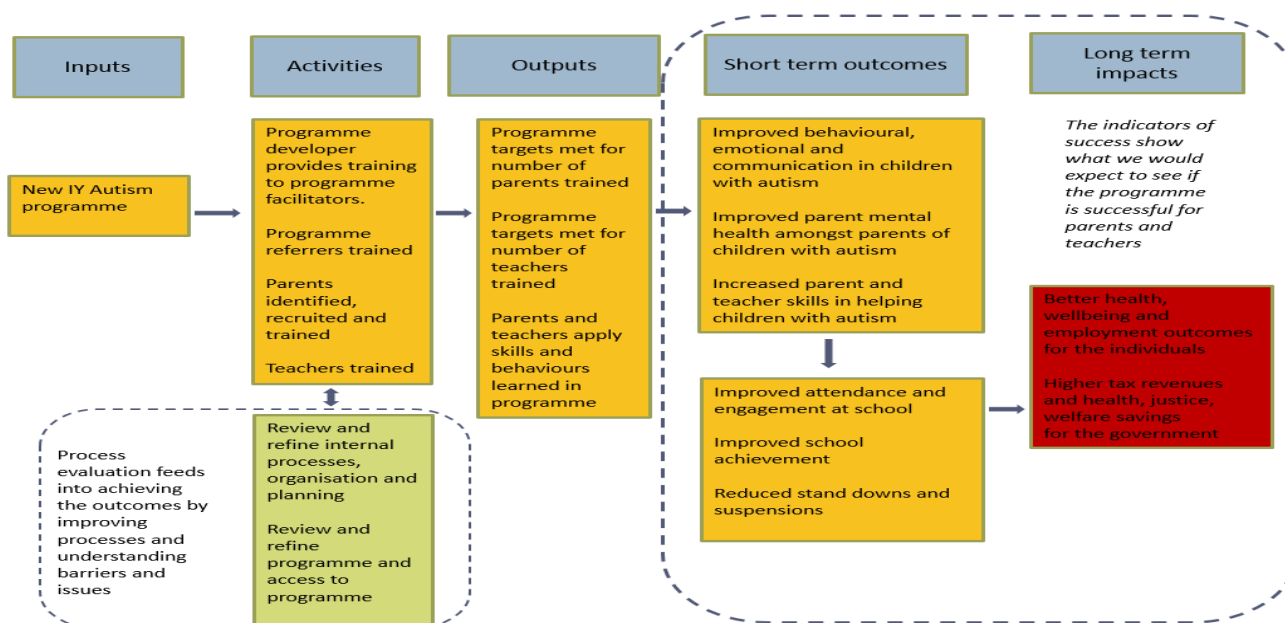 Inputs
Activities
Outputs
Short term outcomes
Long term
impacts
New IY Autism
programme
Programme
developer
provides training
to programme
facilitators.
Programme
referrers trained
Parents
identified,
recruited and
trained
Teachers trained
Programme
targets met for
number of
parents trained
Programme
targets met for
number of
teachers
trained
Parents and
teachers apply
skills and
behaviours
learned in
programme
Improved behavioural,
emotional and
communication in children
with autism
Improved parent mental
health amongst parents of
children with autism
Increased parent and
teacher skills in helping
children with autism
The indicators of
success show
what we would
expect to see if
the programme
is successful for
parents and
teachers
Better health,
wellbeing and
employment outcomes
for the individuals
Higher tax revenues
and health, justice,
welfare savings
for the government
Improved attendance and
engagement at school
Improved school
achievement
Reduced stand downs and
suspensions
Process
evaluation feeds
into achieving
the outcomes by
improving
processes and
understanding
barriers and
issues
Review and
refine internal
processes,
organisation and
planning
Review and
refine
programme and
access to
programme